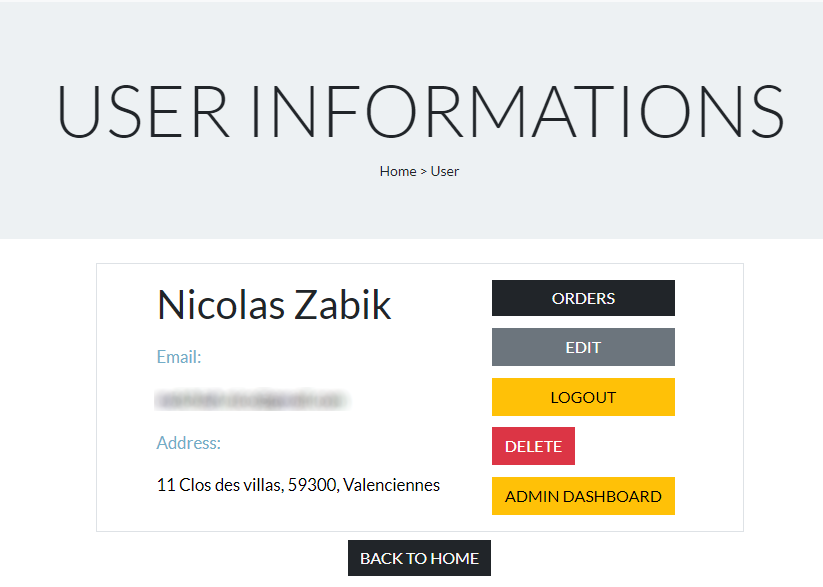 USER INFORMATIONS
Home > User
Nicolas Zabik
ORDERS
Email:
EDIT
LOGOUT
Address:
DELETE
11 Clos des villas, 59300, Valenciennes
ADMIN DASHBOARD
BACK TO HOME